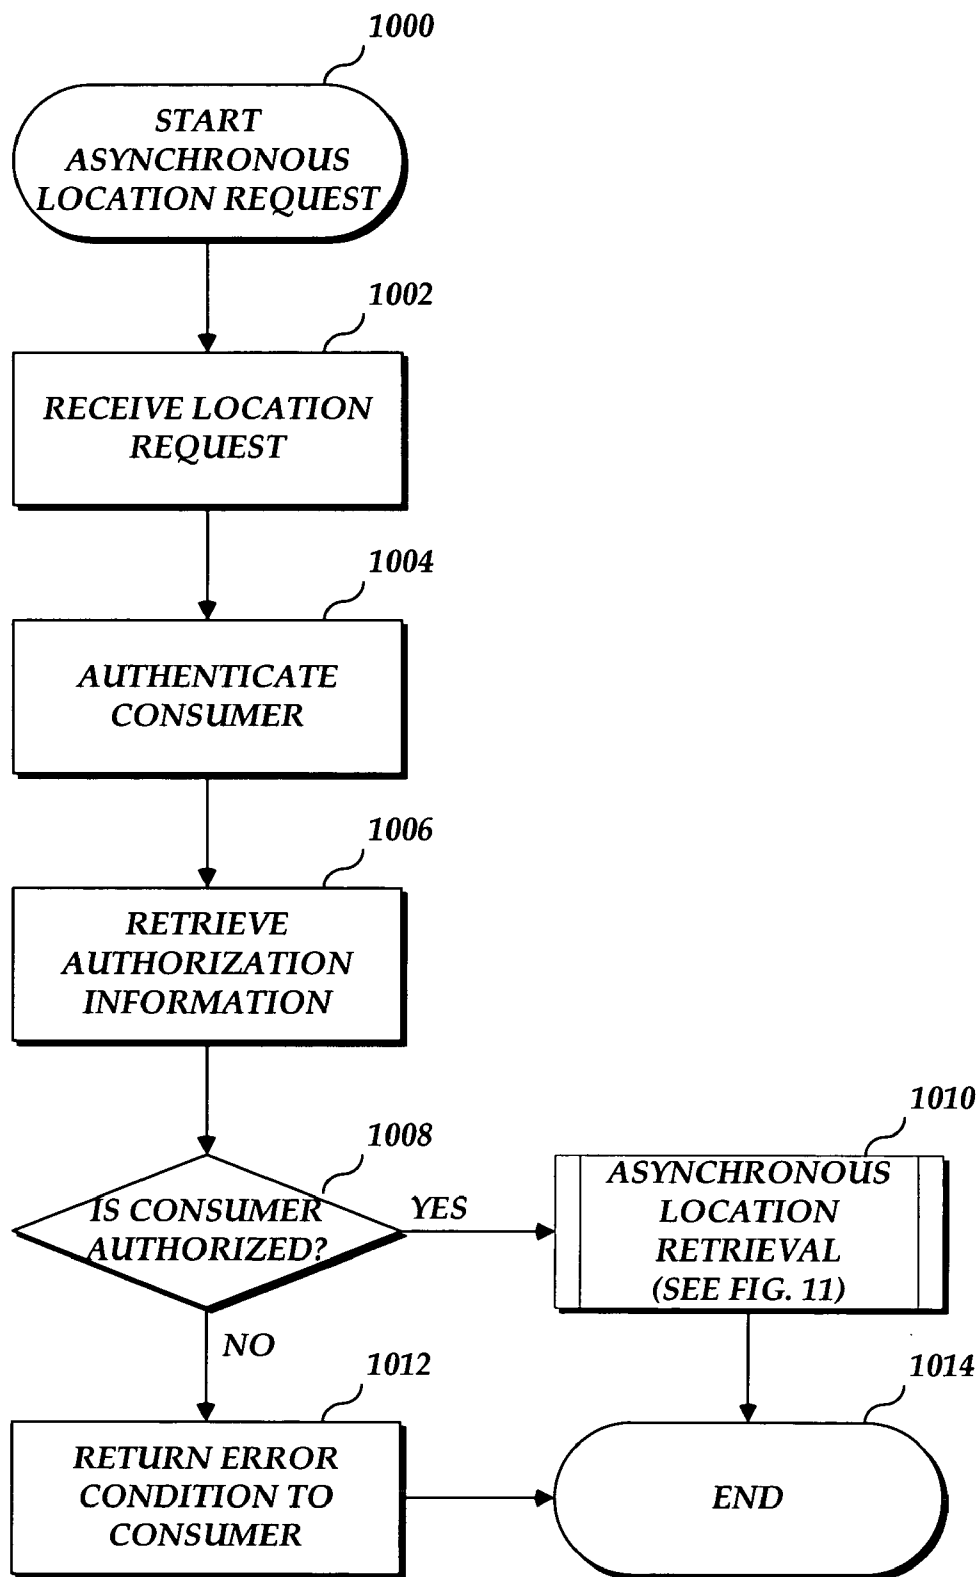 1000
START
ASYNCHRONOUS
LOCATION REQUEST
1002
RECEIVE LOCATION
REQUEST
1004
AUTHENTICATE
CONSUMER
1006
RETRIEVE
AUTHORIZATION
INFORMATION
1008
IS CONSUMER
AUTHORIZED?
YES
NO
1010
ASYNCHRONOUS
LOCATION
RETRIEVAL
(SEE FIG. 11)
1012
RETURN ERROR
CONDITION TO
CONSUMER
1014
END